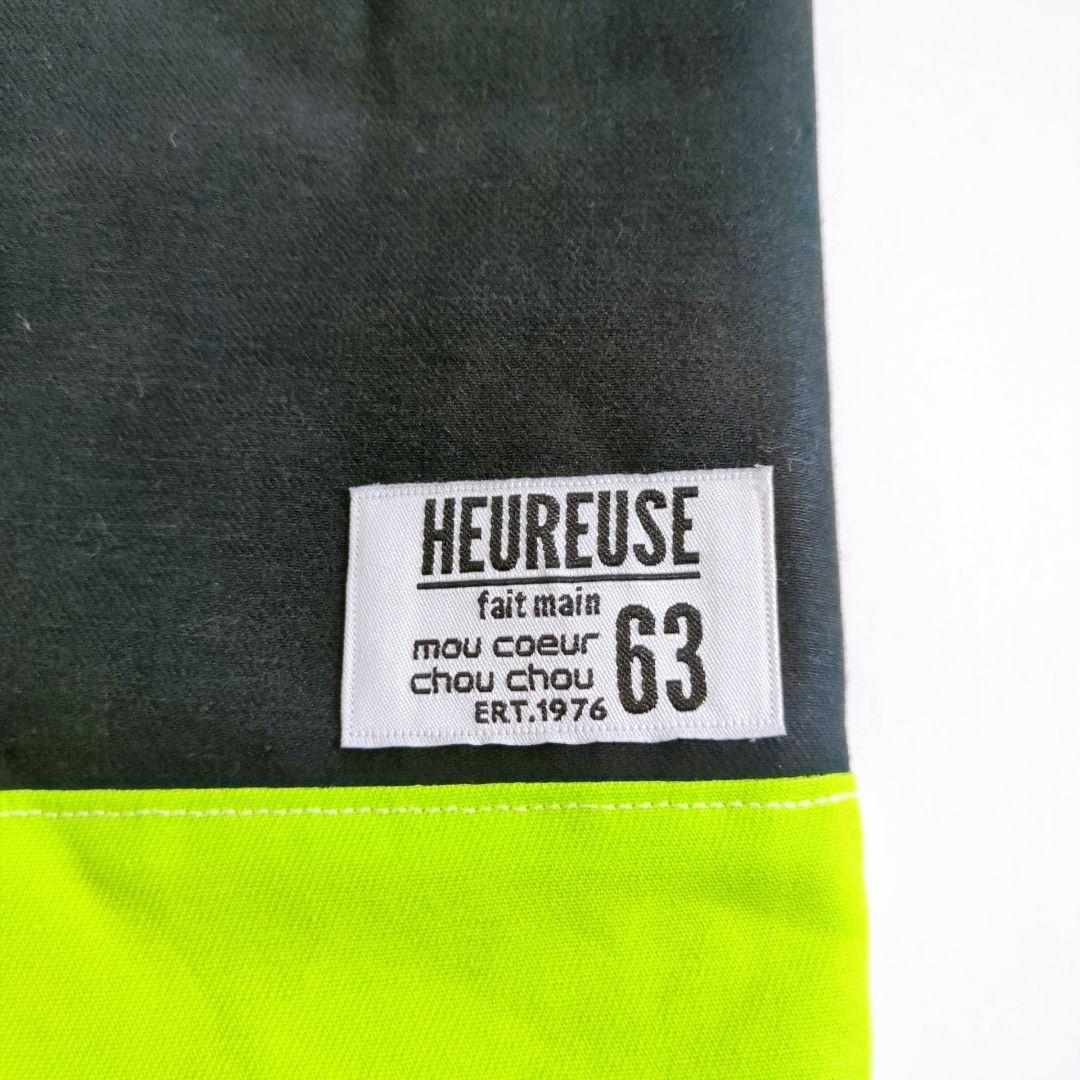 HEUREUSE
fait main
mou coeur
chou chou
63
ERT.1976